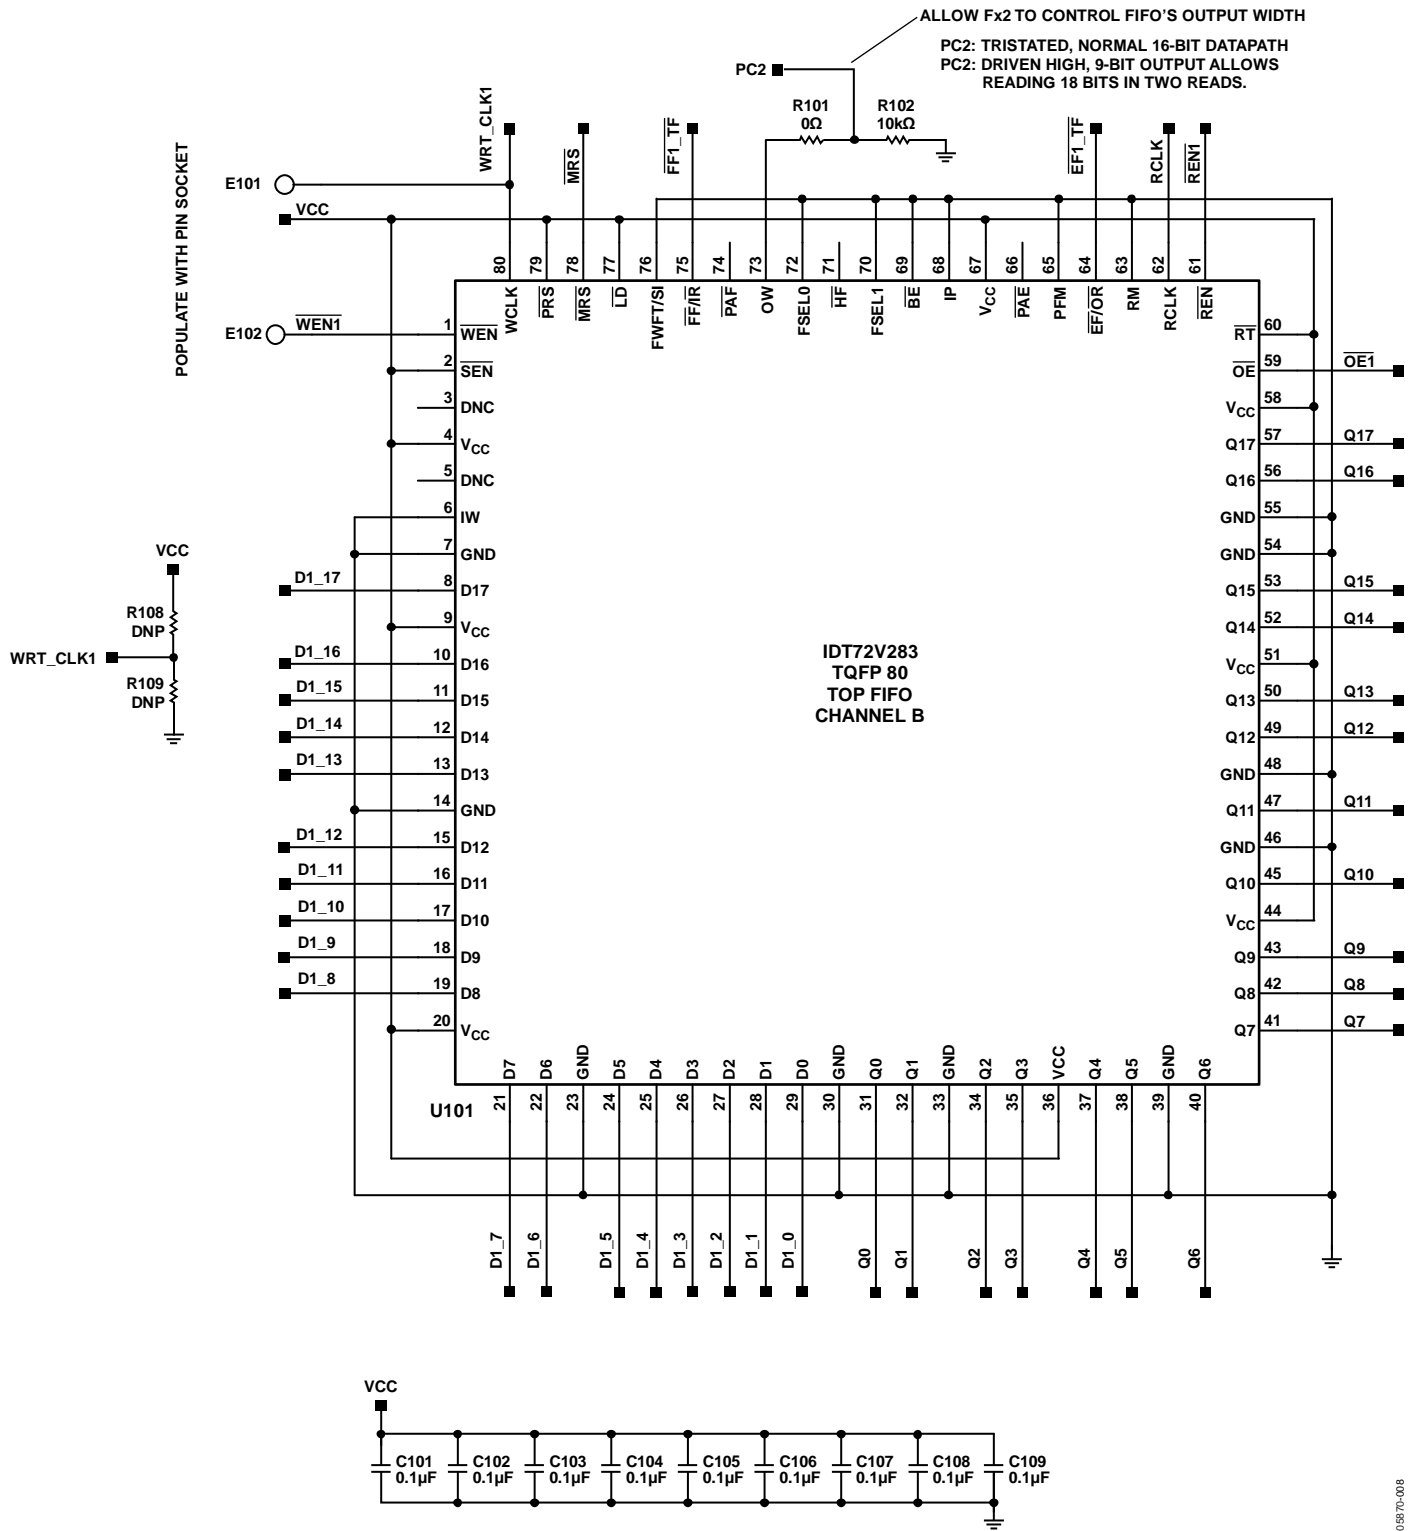 ALLOW Fx2 TO CONTROL FIFO'S OUTPUT WIDTH
PC2: TRISTATED, NORMAL 16-BIT DATAPATH
PC2: DRIVEN HIGH, 9-BIT OUTPUT ALLOWS
READING 18 BITS IN TWO READS.
PC2
R101
0Ω
R102
10kΩ
POPULATE WITH PIN SOCKET
E101
VCC
E102
WEN1
WRT_CLK1
MRS
FF1_TF
EF1_TF
RCLK
REN1
80
79
78
77
76
75
74
73
72
71
70
69
68
67
66
65
64
63
62
61
WCLK
PRS
MRS
LD
FWFT/SI
FF/IR
PAF
OW
FSEL0
HF
FSEL1
BE
IP
VCC
PAE
PFM
EF/OR
RM
RCLK
REN
1 WEN
2 SEN
3 DNC
4 VCC
5 DNC
6 IW
7 GND
D1_17 8 D17
9 VCC
D1_16 10 D16
D1_15 11 D15
D1_14 12 D14
D1_13 13 D13
14 GND
D1_12 15 D12
D1_11 16 D11
D1_10 17 D10
D1_9 18 D9
D1_8 19 D8
20 VCC
VCC
R108
DNP
WRT_CLK1
R109
DNP
IDT72V283
TQFP 80
TOP FIFO
CHANNEL B
RT 60
OE 59 OE1
VCC 58
Q17 57 Q17
Q16 56 Q16
GND 55
GND 54
Q15 53 Q15
Q14 52 Q14
VCC 51
Q13 50 Q13
Q12 49 Q12
GND 48
Q11 47 Q11
GND 46
Q10 45 Q10
VCC 44
Q9 43 Q9
Q8 42 Q8
Q7 41 Q7
D7
D6
GND
D5
D4
D3
D2
D1
D0
GND
Q0
Q1
GND
Q2
Q3
VCC
Q4
Q5
GND
Q6
U101
21
22
23
24
25
26
27
28
29
30
31
32
33
34
35
36
37
38
39
40
D1_7
D1_6
D1_5
D1_4
D1_3
D1_2
D1_1
D1_0
Q0
Q1
Q2
Q3
Q4
Q5
Q6
VCC
C101
0.1µF
C102
0.1µF
C103
0.1µF
C104
0.1µF
C105
0.1µF
C106
0.1µF
C107
0.1µF
C108
0.1µF
C109
0.1µF
05870-008